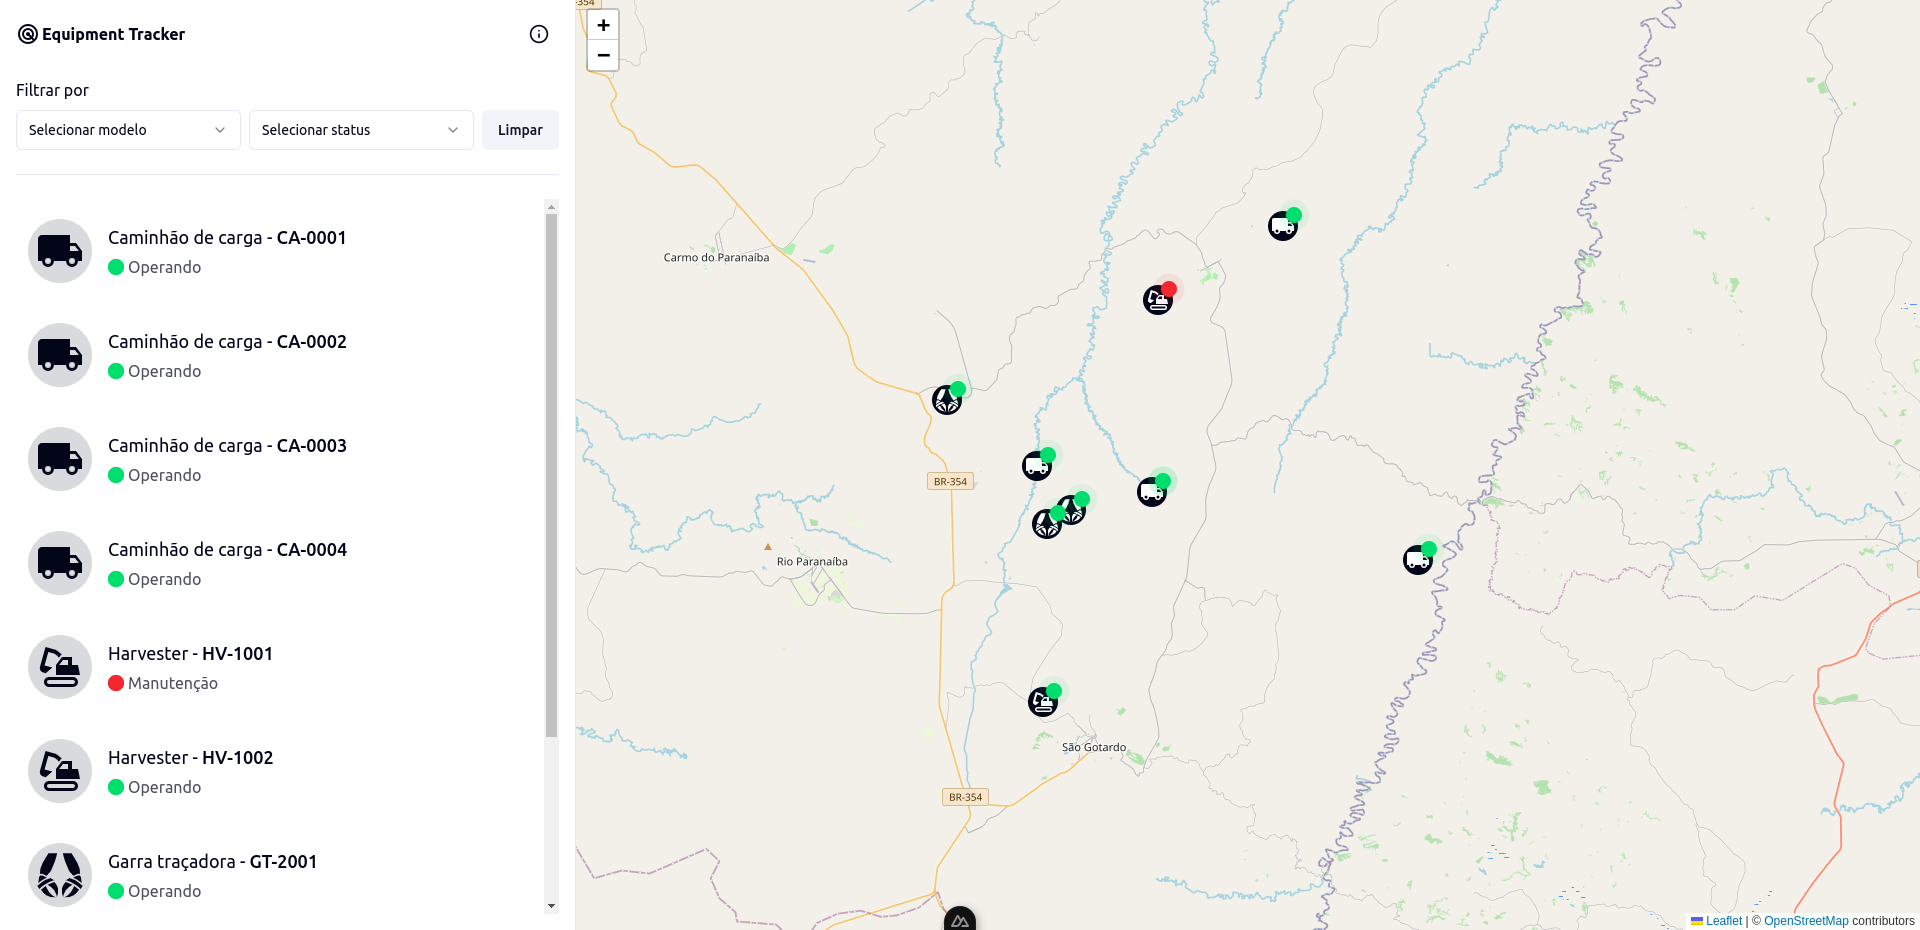 Equipment Tracker
Filtrar por
Selecionar modelo
Selecionar status
Limpar
Caminhão de carga - CA-0001
Operando
Caminhão de carga - CA-0002
Operando
Caminhão de carga - CA-0003
Operando
Caminhão de carga - CA-0004
Operando
Harvester - HV-1001
Manutenção
Harvester - HV-1002
Operando
Garra traçadora - GT-2001
Operando
-354
+
−
Carmo do Paranaíba
BR-354
Rio Paranaíba
São Gotardo
BR-354
Leaflet | © OpenStreetMap contributors